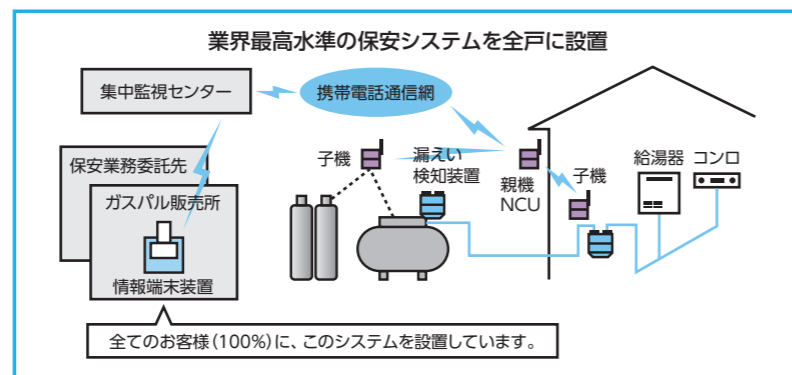 業界最高水準の保安システムを全戸に設置
集中監視センター
携帯電話通信網
保安業務委託先
ガスパル販売所
情報端末装置
子機
漏えい
検知装置
親機
NCU
子機
給湯器
コンロ
全てのお客様(100%)に、このシステムを設置しています。